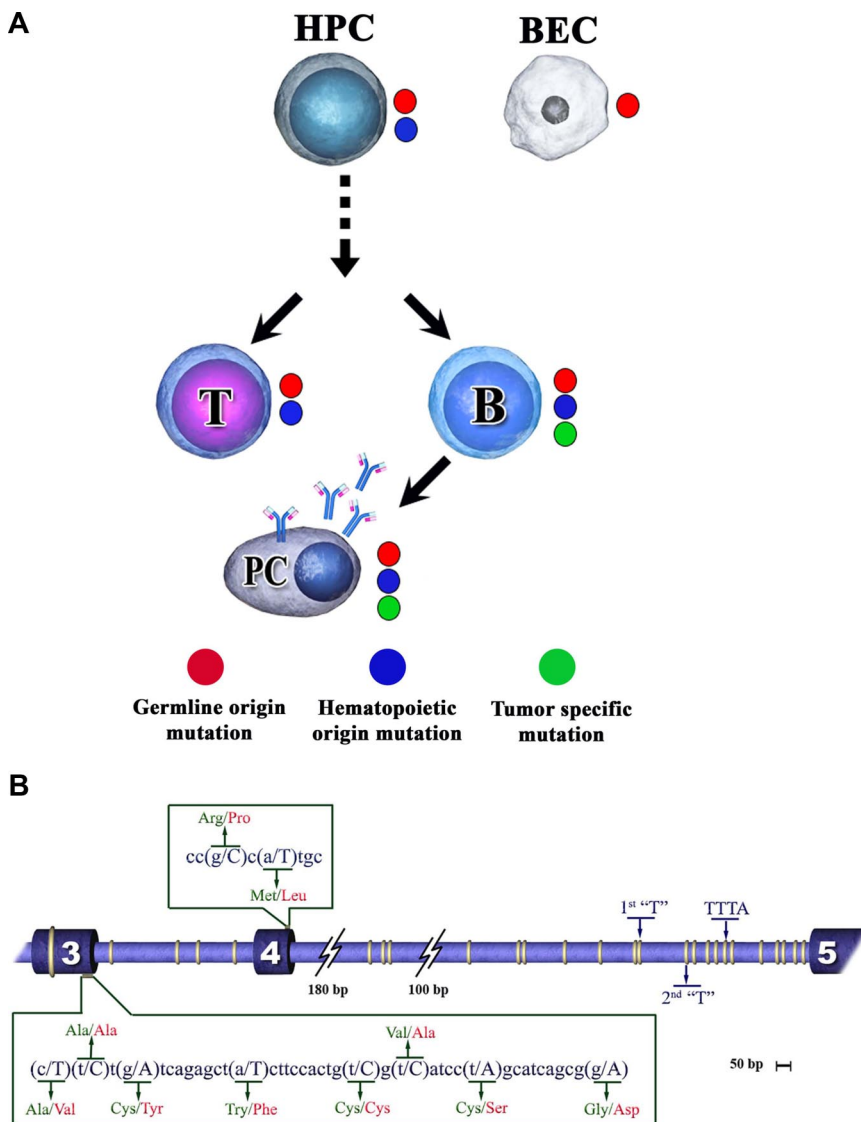 A
HPC
BEC
T
B
PC
Germline origin
mutation
Hematopoietic
origin mutation
Tumor specific
mutation
B
Arg/Pro
cc(g/C)c(a/T)tgc
Met/Leu
1st “T”
TTTA
3
4
5
180 bp
100 bp
2nd “T”
Ala/Ala
Val/Ala
(c/T)(t/C)t(g/A)tcagagct(a/T)cttccactg(t/C)g(t/C)atcc(t/A)gcatcagcg(g/A)
Ala/Val
Cys/Tyr
Try/Phe
Cys/Cys
Cys/Ser
Gly/Asp
50 bp